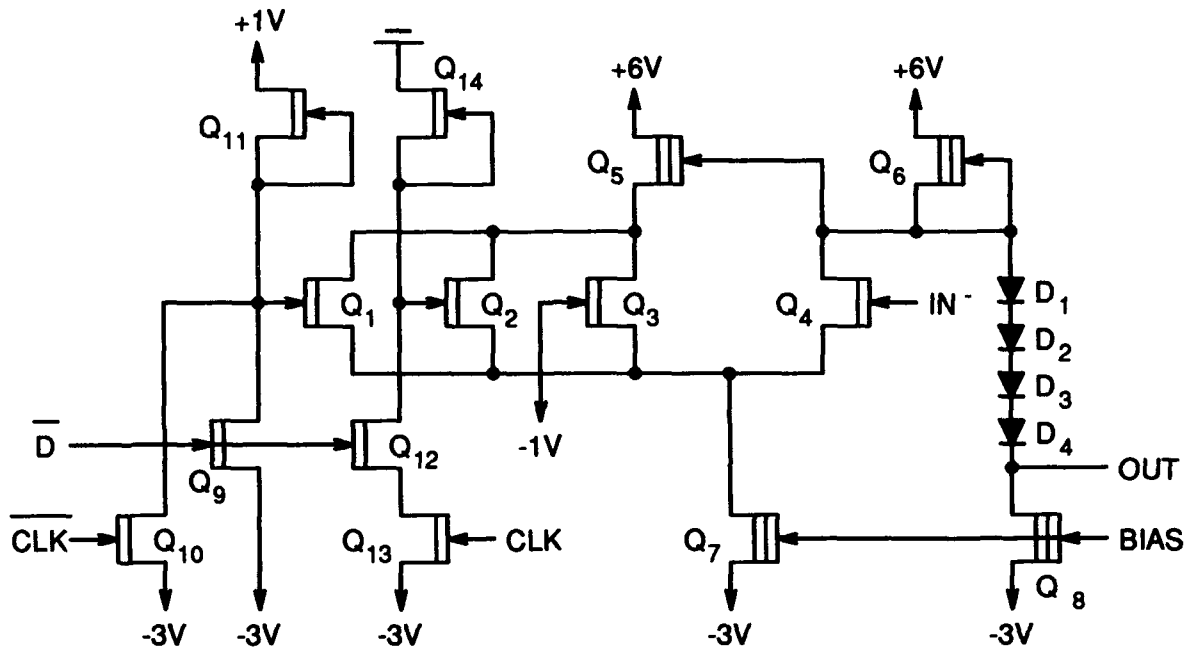 +1V
Q14
+6V
+6V
Q11
Q5
Q6
Q1
Q2
Q3
Q4
IN -
D1
D2
D3
D4
D
Q12
-1V
OUT
Q9
CLK
Q10
Q13
CLK
Q7
BIAS
Q 8
-3V
-3V
-3V
-3V
-3V